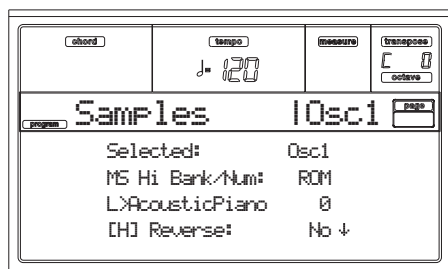 chord tempo measure transpose
♩= 120 C 0
octave
program Samples |Osc1 page
Selected: Osc1
MS Hi Bank/Num: ROM
L>AcousticPiano 0
[H] Reverse: No ↓